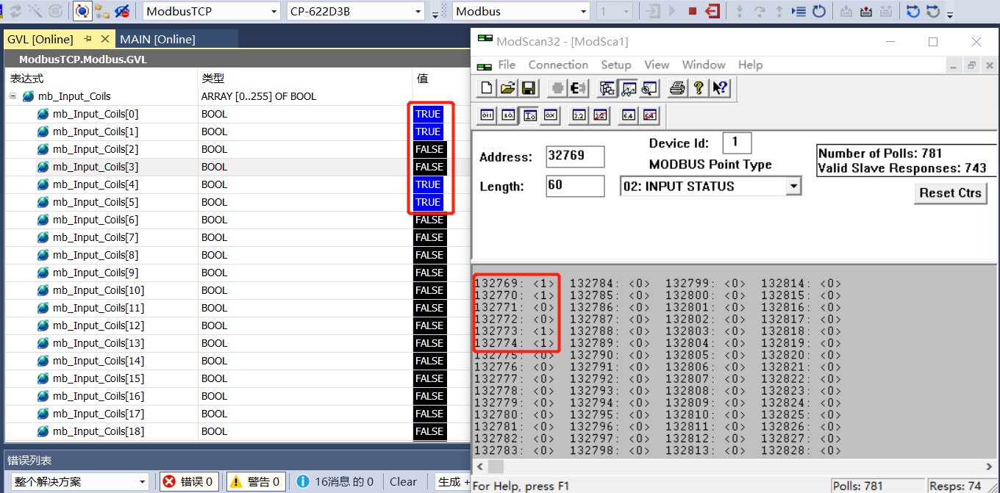 ModbusTCP CP-622D3B Modbus 1
GVL [Online] MAIN [Online]
ModbusTCP.Modbus.GVL
表达式 类型 值
mb_Input_Coils ARRAY [0..255] OF BOOL
mb_Input_Coils[0] BOOL TRUE
mb_Input_Coils[1] BOOL TRUE
mb_Input_Coils[2] BOOL FALSE
mb_Input_Coils[3] BOOL FALSE
mb_Input_Coils[4] BOOL TRUE
mb_Input_Coils[5] BOOL TRUE
mb_Input_Coils[6] BOOL FALSE
mb_Input_Coils[7] BOOL FALSE
mb_Input_Coils[8] BOOL FALSE
mb_Input_Coils[9] BOOL FALSE
mb_Input_Coils[10] BOOL FALSE
mb_Input_Coils[11] BOOL FALSE
mb_Input_Coils[12] BOOL FALSE
mb_Input_Coils[13] BOOL FALSE
mb_Input_Coils[14] BOOL FALSE
mb_Input_Coils[15] BOOL FALSE
mb_Input_Coils[16] BOOL FALSE
mb_Input_Coils[17] BOOL FALSE
mb_Input_Coils[18] BOOL FALSE
错误列表
整个解决方案 错误 0 警告 0 16消息 的 0 Clear 生成 +
ModScan32 - [ModSca1]
File Connection Setup View Window Help
Address: 32769
Length: 60
Device Id: 1
MODBUS Point Type
02: INPUT STATUS
Number of Polls: 781
Valid Slave Responses: 743
Reset Ctrs
132769: <1> 132784: <0> 132799: <0> 132814: <0>
132770: <1> 132785: <0> 132800: <0> 132815: <0>
132771: <0> 132786: <0> 132801: <0> 132816: <0>
132772: <0> 132787: <0> 132802: <0> 132817: <0>
132773: <1> 132788: <0> 132803: <0> 132818: <0>
132774: <1> 132789: <0> 132804: <0> 132819: <0>
132775: <0> 132790: <0> 132805: <0> 132820: <0>
132776: <0> 132791: <0> 132806: <0> 132821: <0>
132777: <0> 132792: <0> 132807: <0> 132822: <0>
132778: <0> 132793: <0> 132808: <0> 132823: <0>
132779: <0> 132794: <0> 132809: <0> 132824: <0>
132780: <0> 132795: <0> 132810: <0> 132825: <0>
132781: <0> 132796: <0> 132811: <0> 132826: <0>
132782: <0> 132797: <0> 132812: <0> 132827: <0>
132783: <0> 132798: <0> 132813: <0> 132828: <0>
For Help, press F1 Polls: 781 Resps: 74